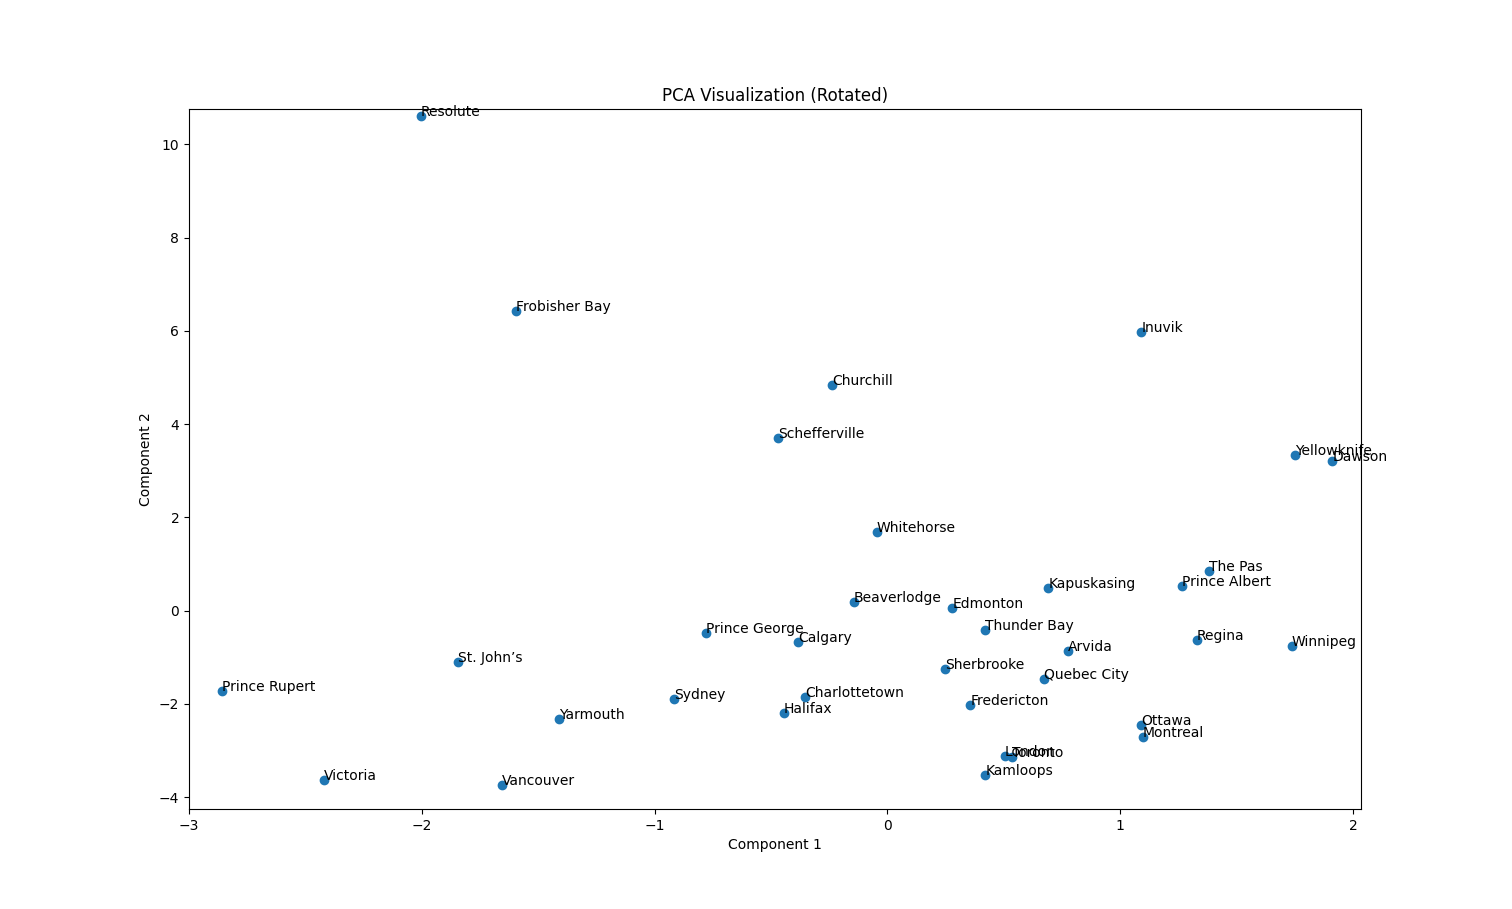 PCA Visualization (Rotated)
Resolute
10
8
Frobisher Bay
6
Inuvik
Churchill
Component 2
4
Schefferville
Yellowknife
Dawson
2
Whitehorse
The Pas
Prince Albert
Kapuskasing
Beaverlodge
Edmonton
0
Thunder Bay
Prince George
Calgary
Regina
Winnipeg
Arvida
St. John’s
Sherbrooke
Quebec City
Prince Rupert
Sydney
Charlottetown
Fredericton
−2
Halifax
Yarmouth
Ottawa
Montreal
London
Toronto
Kamloops
Victoria
Vancouver
−4
−3 −2 −1 0 1 2
Component 1